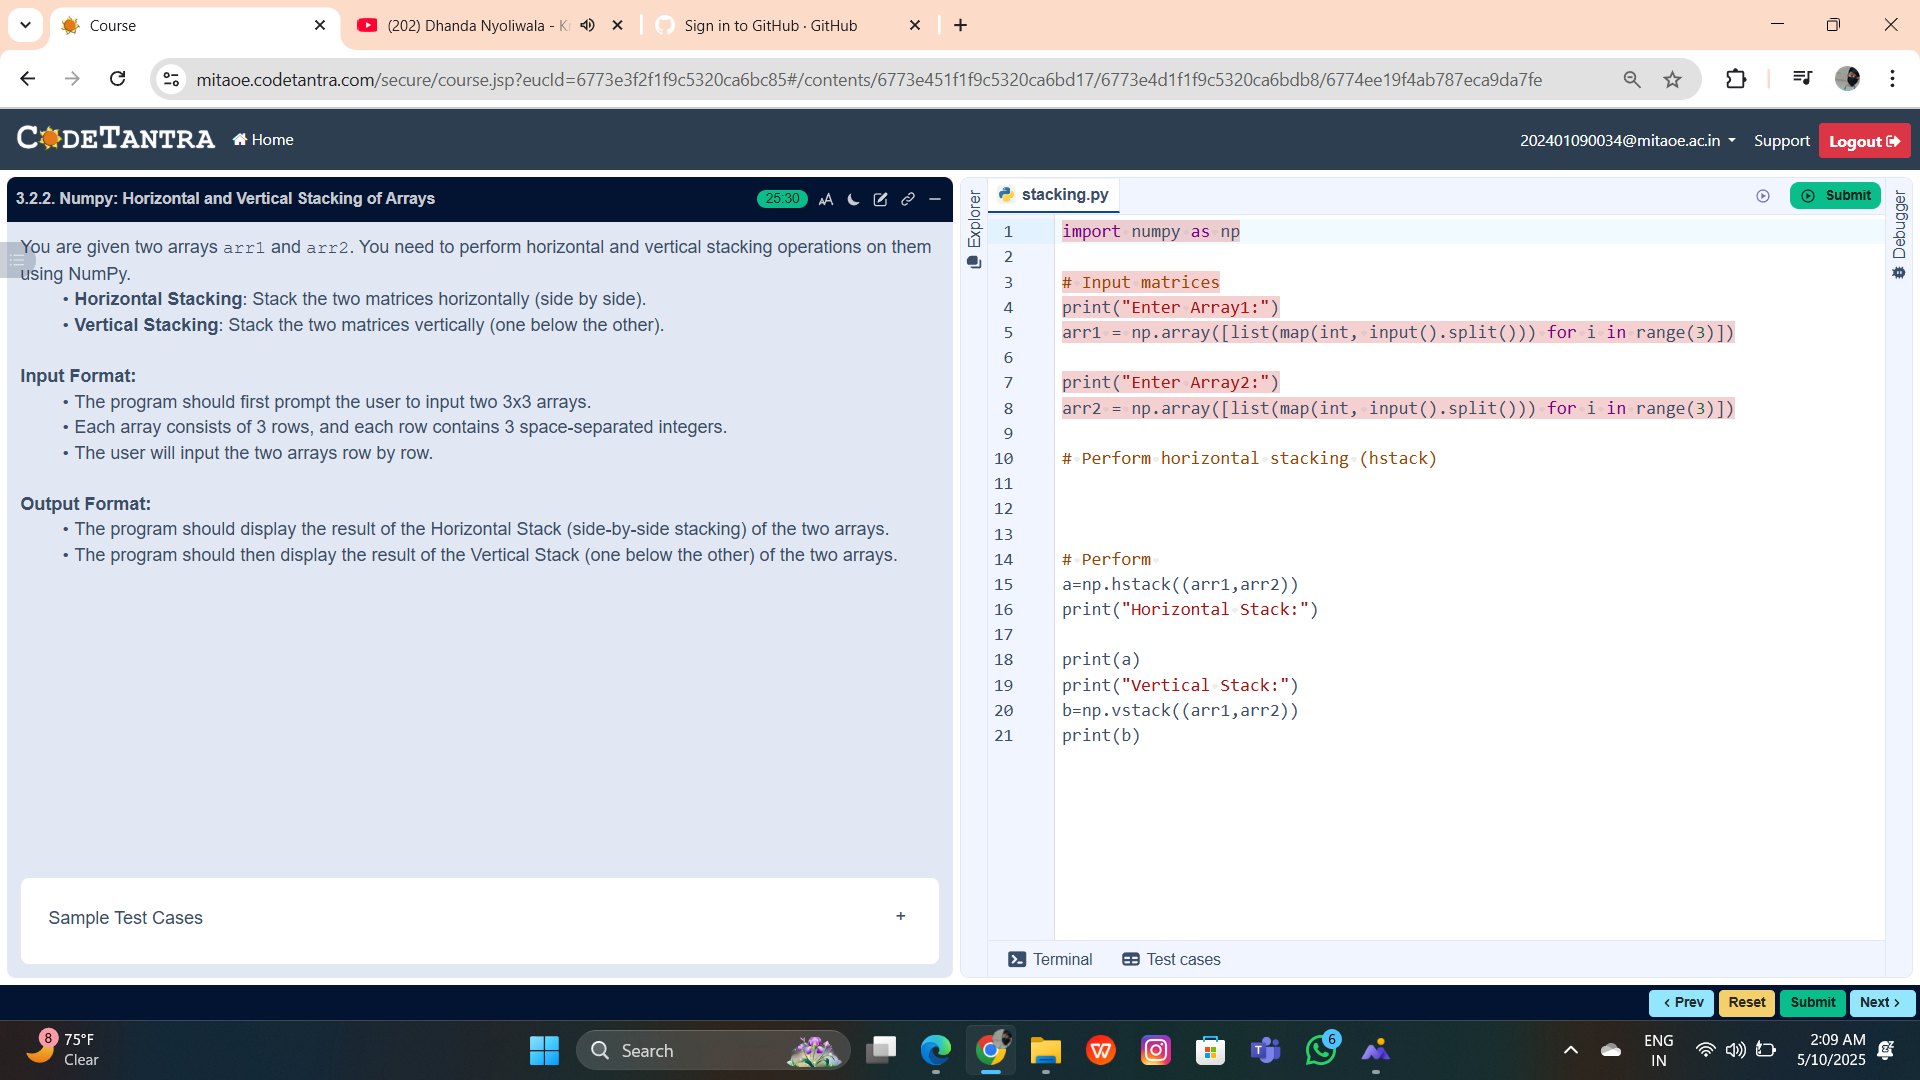 Course
(202) Dhanda Nyoliwala - Kn
Sign in to GitHub · GitHub
mitaoe.codetantra.com/secure/course.jsp?eucId=6773e3f2f1f9c5320ca6bc85#/contents/6773e451f1f9c5320ca6bd17/6773e4d1f1f9c5320ca6bdb8/6774ee19f4ab787eca9da7fe
CODETANTRA
Home
202401090034@mitaoe.ac.in
Support
Logout
3.2.2. Numpy: Horizontal and Vertical Stacking of Arrays
25:30
You are given two arrays arr1 and arr2. You need to perform horizontal and vertical stacking operations on them
using NumPy.
• Horizontal Stacking: Stack the two matrices horizontally (side by side).
• Vertical Stacking: Stack the two matrices vertically (one below the other).
Input Format:
• The program should first prompt the user to input two 3x3 arrays.
• Each array consists of 3 rows, and each row contains 3 space-separated integers.
• The user will input the two arrays row by row.
Output Format:
• The program should display the result of the Horizontal Stack (side-by-side stacking) of the two arrays.
• The program should then display the result of the Vertical Stack (one below the other) of the two arrays.
Sample Test Cases
+
Explorer
stacking.py
Submit
Debugger
1 import numpy as np
2
3 # Input matrices
4 print("Enter Array1:")
5 arr1 = np.array([list(map(int, input().split())) for i in range(3)])
6
7 print("Enter Array2:")
8 arr2 = np.array([list(map(int, input().split())) for i in range(3)])
9
10 # Perform horizontal stacking (hstack)
11
12
13
14 # Perform
15 a=np.hstack((arr1,arr2))
16 print("Horizontal Stack:")
17
18 print(a)
19 print("Vertical Stack:")
20 b=np.vstack((arr1,arr2))
21 print(b)
Terminal
Test cases
< Prev
Reset
Submit
Next >
8
75°F
Clear
Search
6
ENG
IN
2:09 AM
5/10/2025